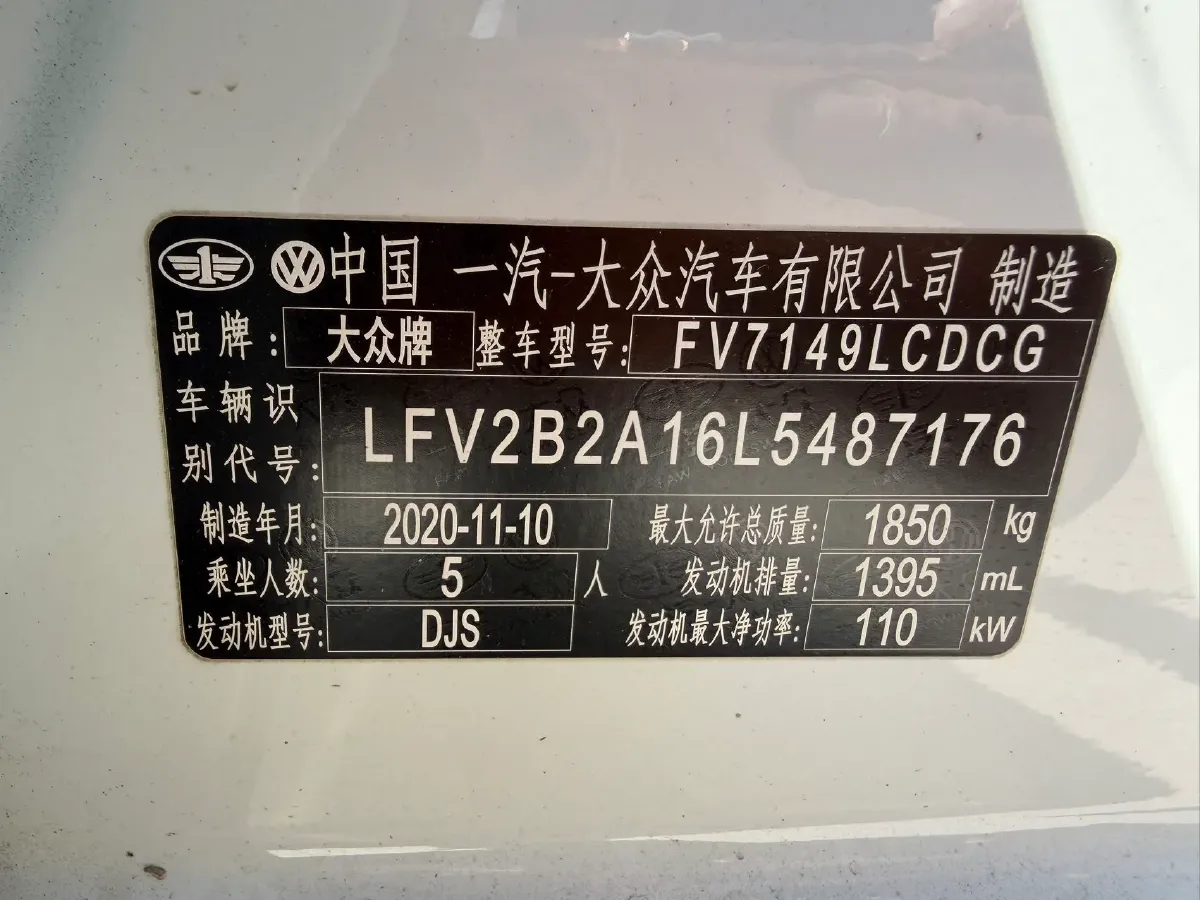 中国 一汽-大众汽车有限公司 制造
品牌: 大众牌 整车型号: FV7149LCDCG
车辆识别代号: LFV2B2A16L5487176
制造年月: 2020-11-10 最大允许总质量: 1850 kg
乘坐人数: 5 人 发动机排量: 1395 mL
发动机型号: DJS 发动机最大净功率: 110 kW